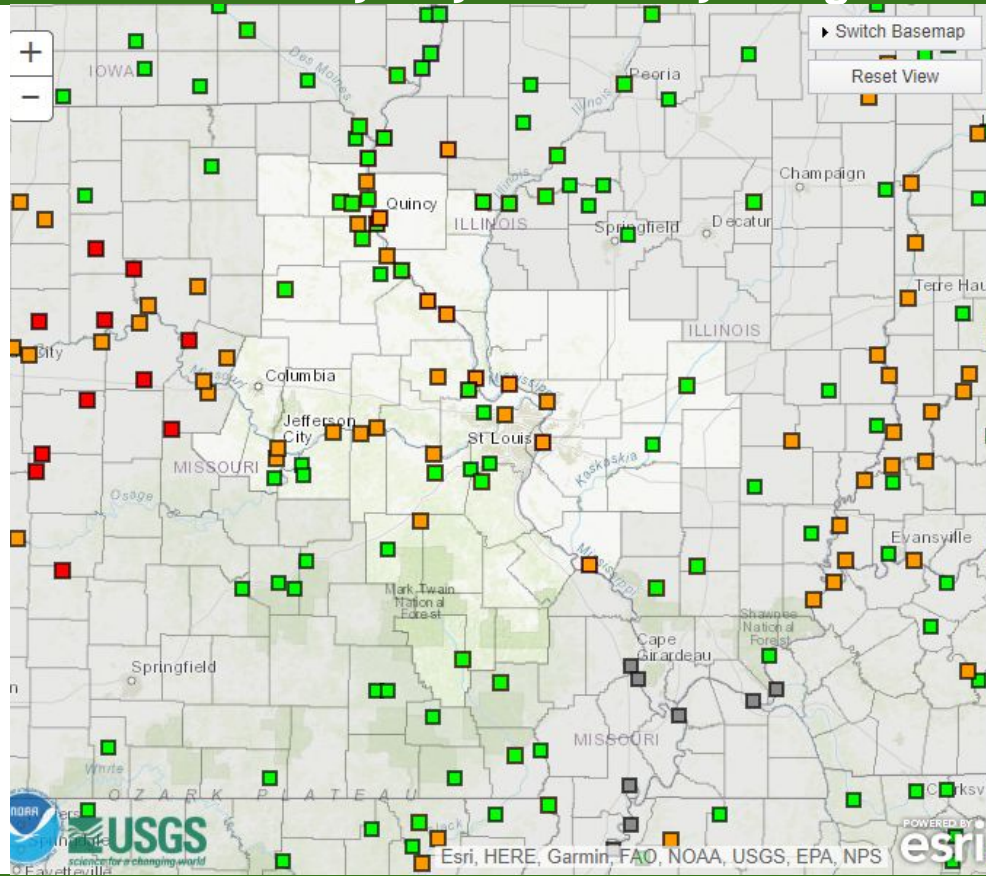 +
−
Switch Basemap
Reset View
IOWA
Des Moines
Peoria
Illinois
Champaign
Quincy
Illinois
ILLINOIS
Springfield
Decatur
Terre Hau
ILLINOIS
City
Missouri
Columbia
Mississippi
Jefferson
City
St Louis
MISSOURI
Kaskaskia
Osage
Evansville
Mississippi
Mark Twain
National
Forest
Shawnee
National
Forest
Cape
Girardeau
Springfield
n
MISSOURI
White
OZARK PLATEAU
NOAA
USGS
science for a changing world
Fayetteville
Esri, HERE, Garmin, FAO, NOAA, USGS, EPA, NPS
POWERED BY
esri